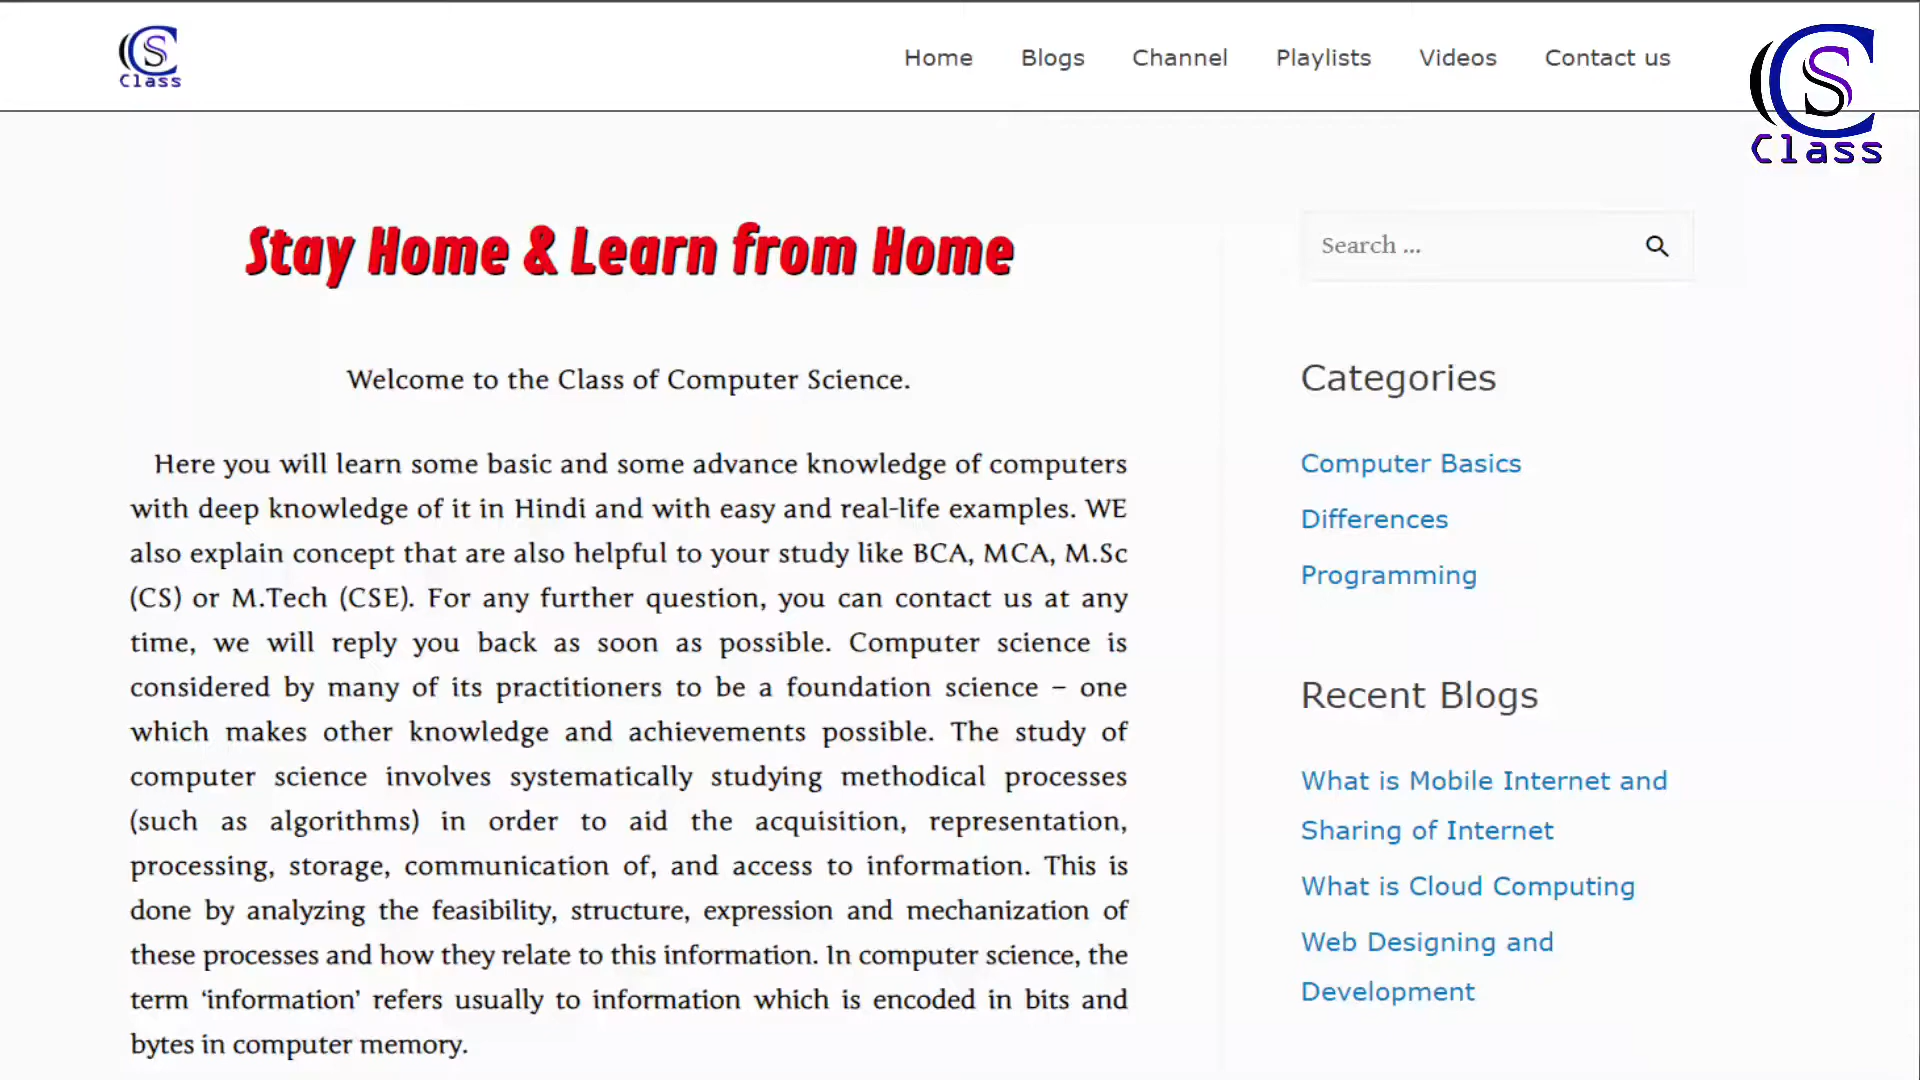 CS
Class
Home Blogs Channel Playlists Videos Contact us
CS
Class
Stay Home & Learn from Home
Search ...
Welcome to the Class of Computer Science.
Here you will learn some basic and some advance knowledge of computers
with deep knowledge of it in Hindi and with easy and real-life examples. WE
also explain concept that are also helpful to your study like BCA, MCA, M.Sc
(CS) or M.Tech (CSE). For any further question, you can contact us at any
time, we will reply you back as soon as possible. Computer science is
considered by many of its practitioners to be a foundation science – one
which makes other knowledge and achievements possible. The study of
computer science involves systematically studying methodical processes
(such as algorithms) in order to aid the acquisition, representation,
processing, storage, communication of, and access to information. This is
done by analyzing the feasibility, structure, expression and mechanization of
these processes and how they relate to this information. In computer science, the
term ‘information’ refers usually to information which is encoded in bits and
bytes in computer memory.
Categories
Computer Basics
Differences
Programming
Recent Blogs
What is Mobile Internet and
Sharing of Internet
What is Cloud Computing
Web Designing and
Development